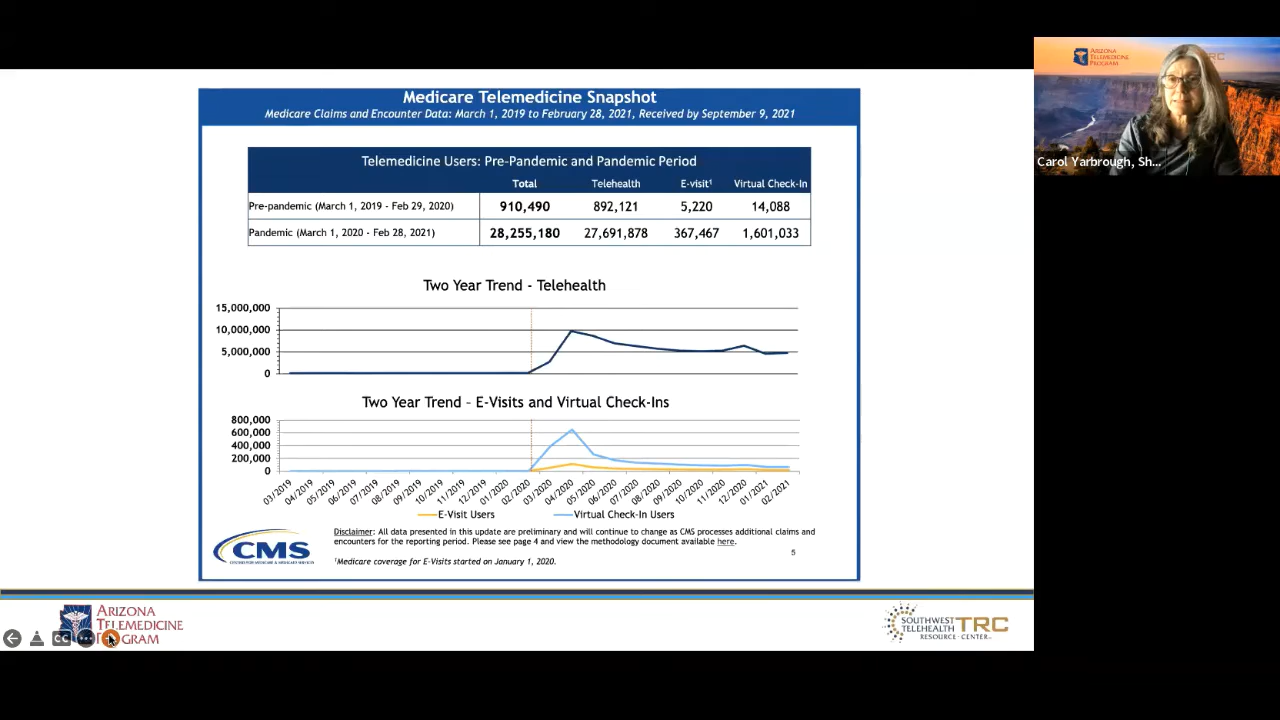 Medicare Telemedicine Snapshot
Medicare Claims and Encounter Data: March 1, 2019 to February 28, 2021, Received by September 9, 2021
Telemedicine Users: Pre-Pandemic and Pandemic Period
Total Telehealth E-visit¹ Virtual Check-In
Pre-pandemic (March 1, 2019 - Feb 29, 2020) 910,490 892,121 5,220 14,088
Pandemic (March 1, 2020 - Feb 28, 2021) 28,255,180 27,691,878 367,467 1,601,033
Two Year Trend - Telehealth
15,000,000
10,000,000
5,000,000
0
Two Year Trend – E-Visits and Virtual Check-Ins
800,000
600,000
400,000
200,000
0
03/2019 04/2019 05/2019 06/2019 07/2019 08/2019 09/2019 10/2019 11/2019 12/2019 01/2020 02/2020 03/2020 04/2020 05/2020 06/2020 07/2020 08/2020 09/2020 10/2020 11/2020 12/2020 01/2021 02/2021
E-Visit Users Virtual Check-In Users
Disclaimer: All data presented in this update are preliminary and will continue to change as CMS processes additional claims and
encounters for the reporting period. Please see page 4 and view the methodology document available here.
5
¹Medicare coverage for E-Visits started on January 1, 2020.
CMS
CENTERS FOR MEDICARE & MEDICAID SERVICES
ARIZONA
TELEMEDICINE
PROGRAM
CC
SOUTHWEST
TELEHEALTH
RESOURCE CENTER
TRC
ARIZONA
TELEMEDICINE
PROGRAM
TRC
Carol Yarbrough, Sh...